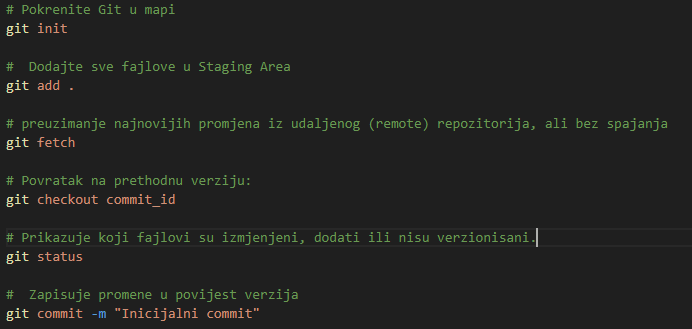 # Pokrenite Git u mapi
git init
#  Dodajte sve fajlove u Staging Area
git add .
# preuzimanje najnovijih promjena iz udaljenog (remote) repozitorija, ali bez spajanja
git fetch
# Povratak na prethodnu verziju:
git checkout commit_id
# Prikazuje koji fajlovi su izmjenjeni, dodati ili nisu verzionisani.
git status
#  Zapisuje promene u povijest verzija
git commit -m "Inicijalni commit"